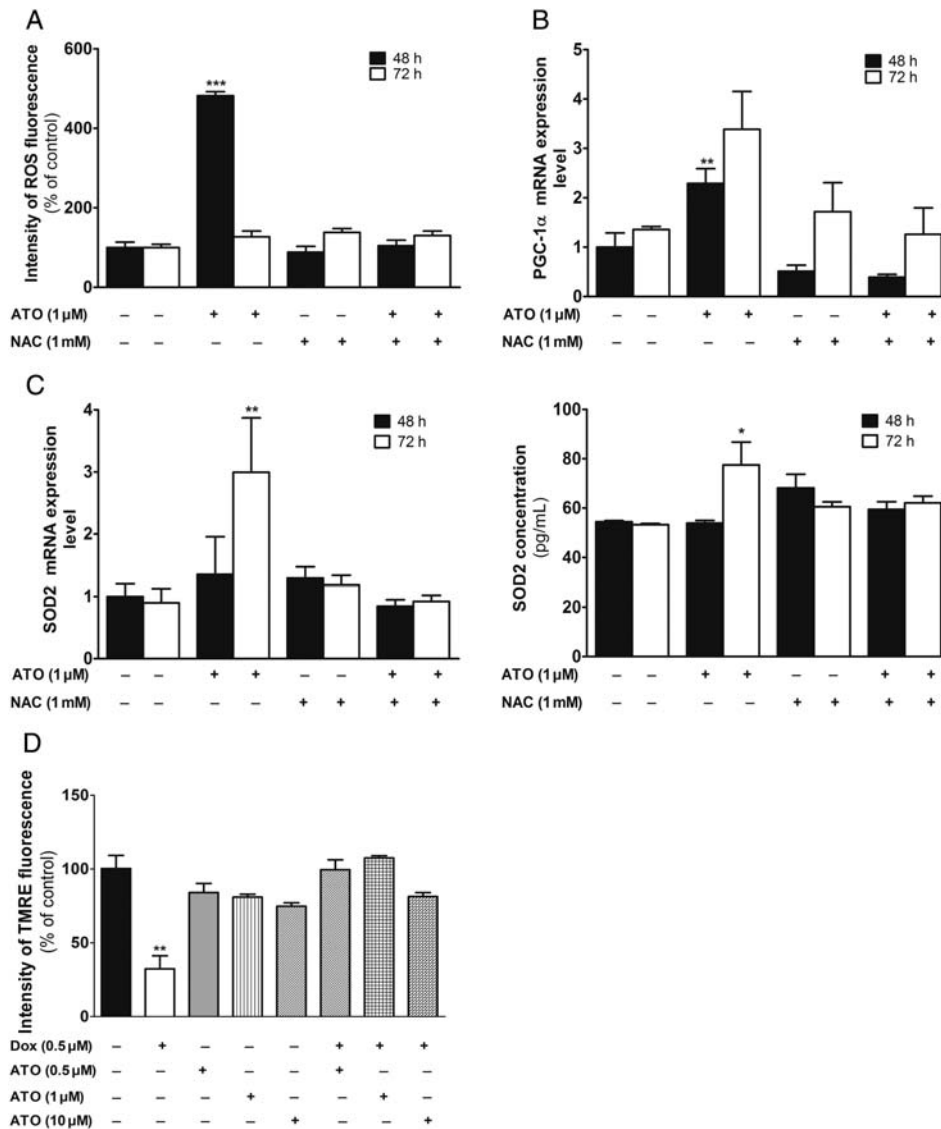 A
Intensity of ROS fluorescence
(% of control)
600
400
200
0
48 h
72 h
***
ATO (1 µM) – – + + – – + +
NAC (1 mM) – – – – + + + +
B
PGC-1α mRNA expression
level
5
4
3
2
1
0
48 h
72 h
**
ATO (1 µM) – – + + – – + +
NAC (1 mM) – – – – + + + +
C
SOD2 mRNA expression
level
4
3
2
1
0
48 h
72 h
**
ATO (1 µM) – – + + – – + +
NAC (1 mM) – – – – + + + +
SOD2 concentration
(pg/mL)
100
80
60
40
20
0
48 h
72 h
*
ATO (1 µM) – – + + – – + +
NAC (1 mM) – – – – + + + +
D
Intensity of TMRE fluorescence
(% of control)
150
100
50
0
**
Dox (0.5 µM) – + – – – + + +
ATO (0.5 µM) – – + – – + – –
ATO (1 µM) – – – + – – + –
ATO (10 µM) – – – – + – – +